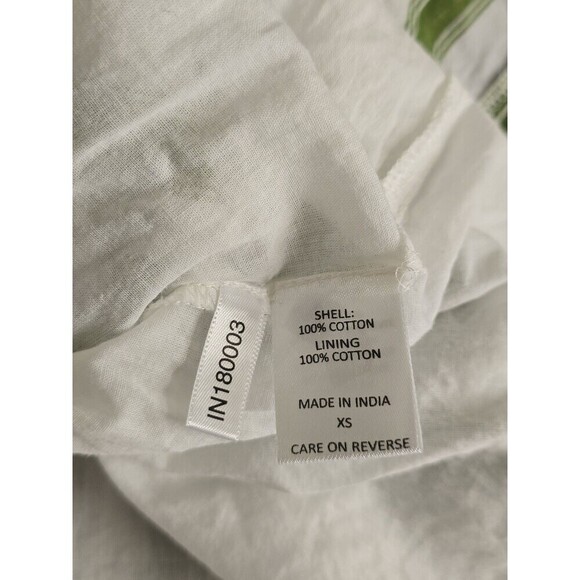 IN180003
SHELL:
100% COTTON
LINING
100% COTTON
MADE IN INDIA
XS
CARE ON REVERSE